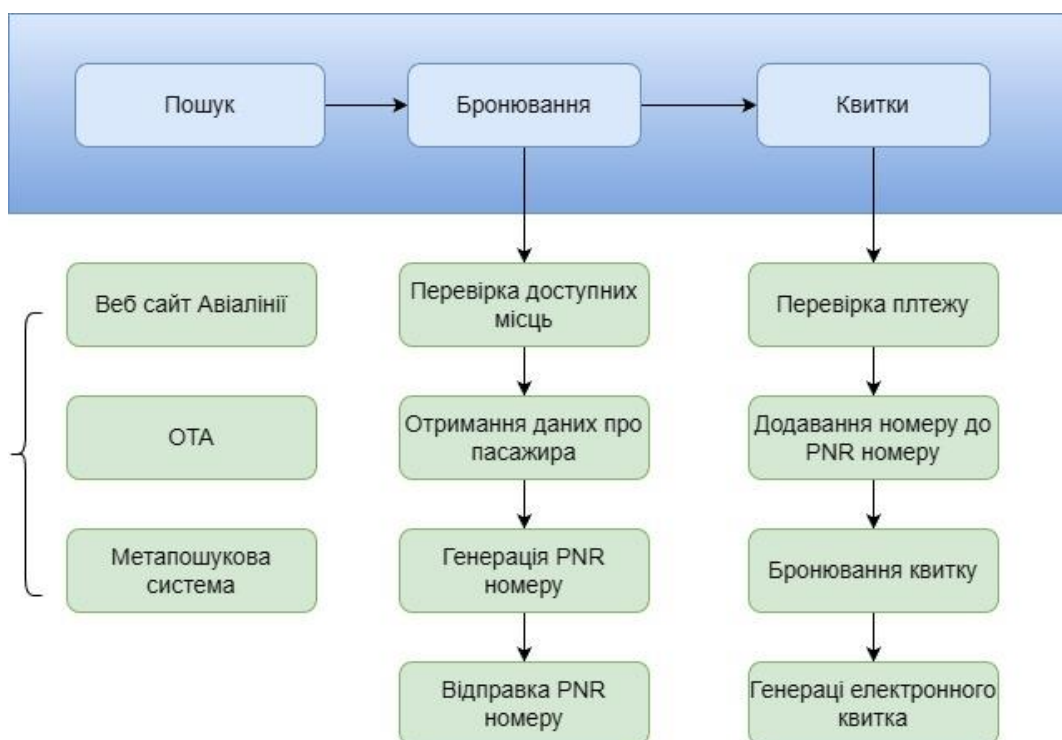 Пошук
Бронювання
Квитки
Веб сайт Авіалінії
ОТА
Метапошукова
система
Перевірка доступних
місць
Отримання даних про
пасажира
Генерація PNR
номеру
Відправка PNR
номеру
Перевірка плтежу
Додавання номеру до
PNR номеру
Бронювання квитку
Генераці електронного
квитка